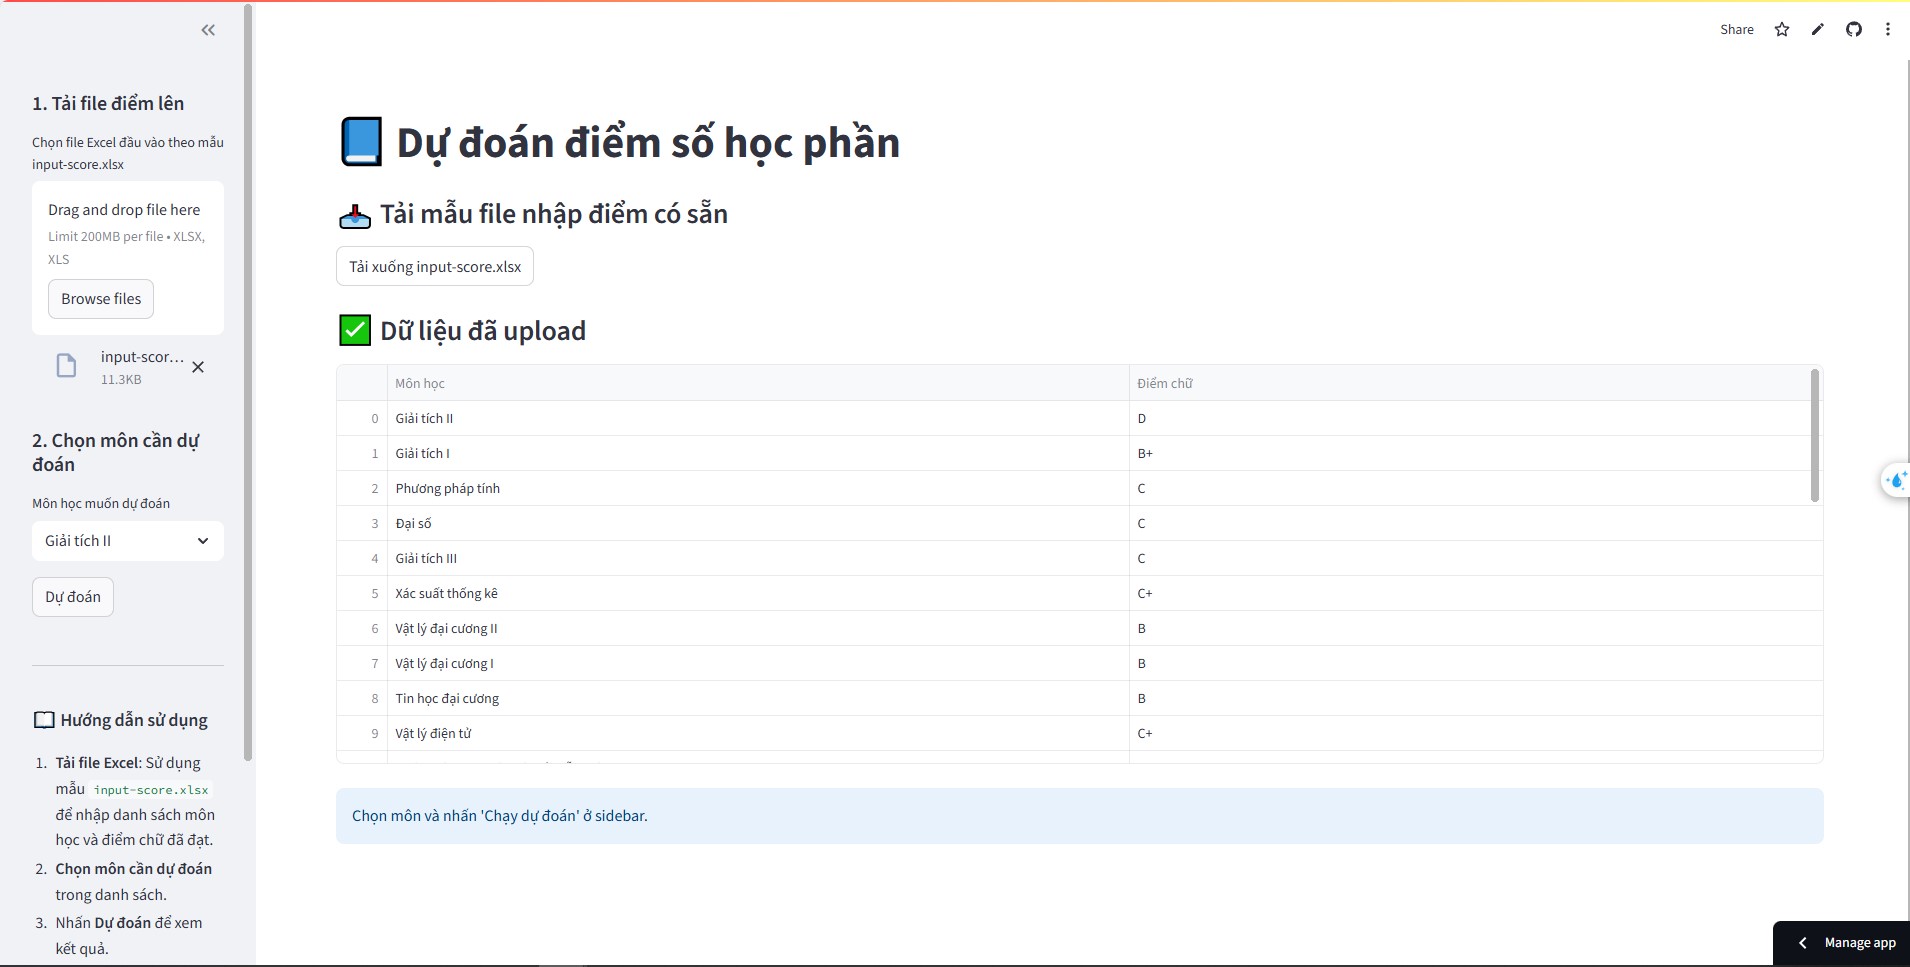 Share
1. Tải file điểm lên
Chọn file Excel đầu vào theo mẫu
input-score.xlsx
Drag and drop file here
Limit 200MB per file • XLSX,
XLS
Browse files
input-scor...
11.3KB
2. Chọn môn cần dự
đoán
Môn học muốn dự đoán
Giải tích II
Dự đoán
Hướng dẫn sử dụng
1. Tải file Excel: Sử dụng
mẫu input-score.xlsx
để nhập danh sách môn
học và điểm chữ đã đạt.
2. Chọn môn cần dự đoán
trong danh sách.
3. Nhấn Dự đoán để xem
kết quả.
Dự đoán điểm số học phần
Tải mẫu file nhập điểm có sẵn
Tải xuống input-score.xlsx
Dữ liệu đã upload
Môn học Điểm chữ
0 Giải tích II D
1 Giải tích I B+
2 Phương pháp tính C
3 Đại số C
4 Giải tích III C
5 Xác suất thống kê C+
6 Vật lý đại cương II B
7 Vật lý đại cương I B
8 Tin học đại cương B
9 Vật lý điện tử C+
Chọn môn và nhấn 'Chạy dự đoán' ở sidebar.
Manage app